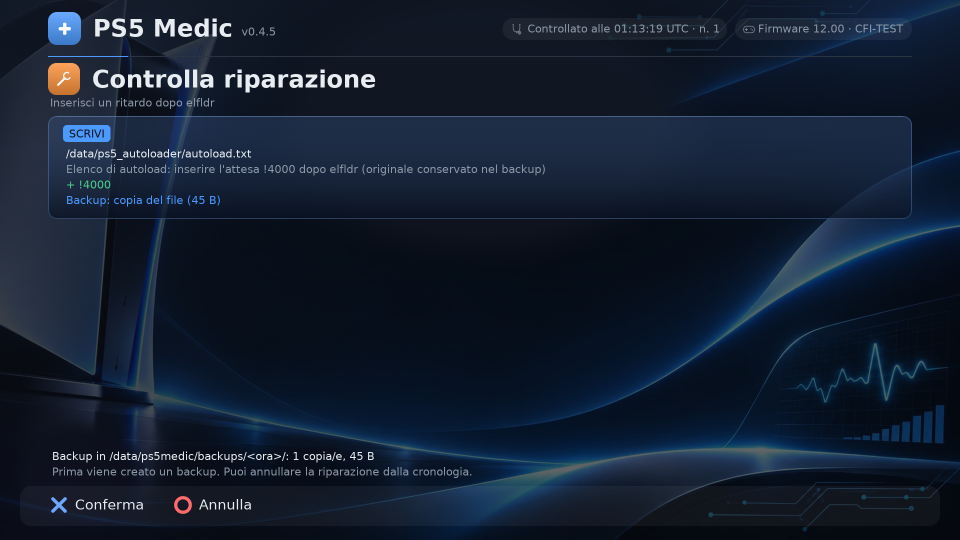 PS5 Medic v0.4.5
Controllato alle 01:13:19 UTC · n. 1
Firmware 12.00 · CFI-TEST
Controlla riparazione
Inserisci un ritardo dopo elfldr
SCRIVI
/data/ps5_autoloader/autoload.txt
Elenco di autoload: inserire l'attesa !4000 dopo elfldr (originale conservato nel backup)
+ !4000
Backup: copia del file (45 B)
Backup in /data/ps5medic/backups/<ora>/: 1 copia/e, 45 B
Prima viene creato un backup. Puoi annullare la riparazione dalla cronologia.
Conferma
Annulla